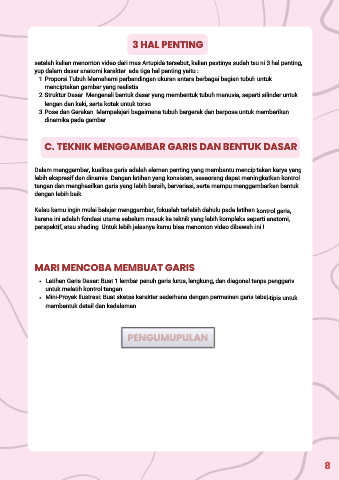 3 HAL PENTING
setelah kalian menonton video dari mas Artupida tersebut, kalian pastinya sudah tau ni 3 hal penting,
yup dalam dasar anatomi karakter ada tiga hal penting yaitu :
1 Proporsi Tubuh Memahami perbandingan ukuran antara berbagai bagian tubuh untuk
menciptakan gambar yang realistis
2 Struktur Dasar Mengenali bentuk dasar yang membentuk tubuh manusia, seperti silinder untuk
lengan dan kaki, serta kotak untuk torso
3 Pose dan Gerakan Mempelajari bagaimana tubuh bergerak dan berpose untuk memberikan
dinamika pada gambar
C. TEKNIK MENGGAMBAR GARIS DAN BENTUK DASAR
Dalam menggambar, kualitas garis adalah elemen penting yang membantu menciptakan karya yang
lebih ekspresif dan dinamis Dengan latihan yang konsisten, seseorang dapat meningkatkan kontrol
tangan dan menghasilkan garis yang lebih bersih, bervariasi, serta mampu menggambarkan bentuk
dengan lebih baik
Kalau kamu ingin mulai belajar menggambar, fokuslah terlebih dahulu pada latihan kontrol garis,
karena ini adalah fondasi utama sebelum masuk ke teknik yang lebih kompleks seperti anatomi,
perspektif, atau shading Untuk lebih jelasnya kamu bisa menonton video dibawah ini !
MARI MENCOBA MEMBUAT GARIS
• Latihan Garis Dasar: Buat 1 lembar penuh garis lurus, lengkung, dan diagonal tanpa penggaris
untuk melatih kontrol tangan
• Mini-Proyek Ilustrasi: Buat sketsa karakter sederhana dengan permainan garis tebal-tipis untuk
membentuk detail dan kedalaman
PENGUMUPULAN
8